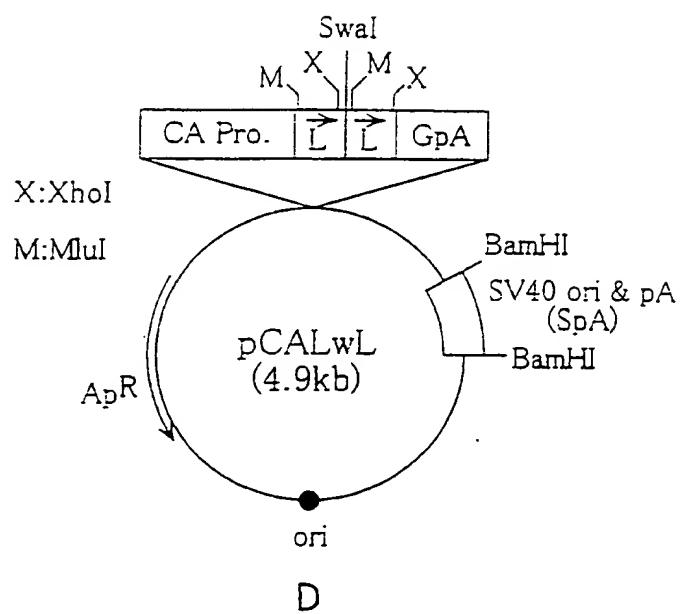 SwaI
M X M X
CA Pro. L L GpA
X:XhoI
M:MluI
BamHI
SV40 ori & pA
(SpA)
BamHI
pCALwL
(4.9kb)
ApR
ori
D